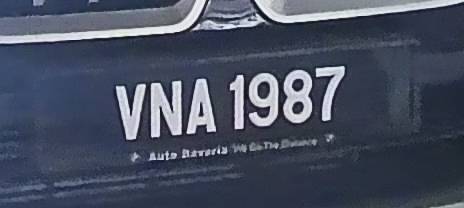 VNA 1987
Auto Bavaria We Go The Distance